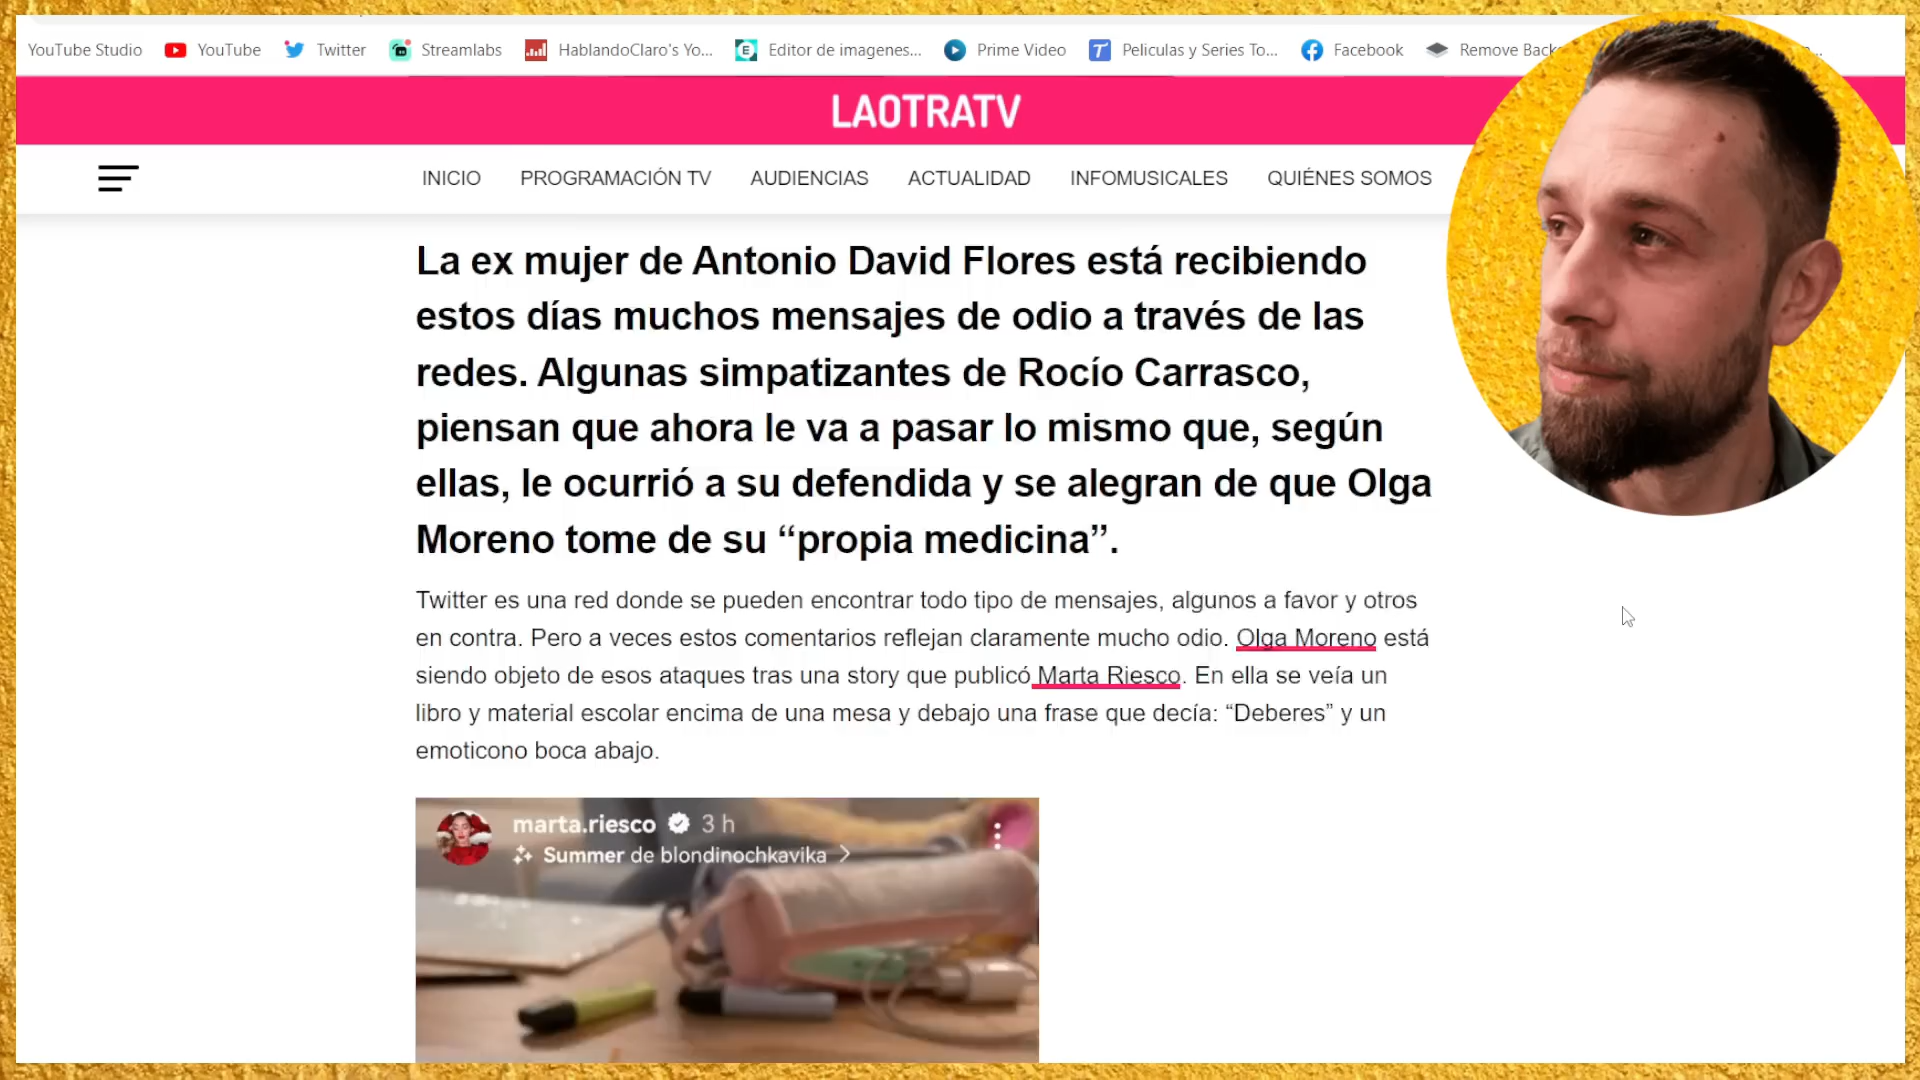 YouTube Studio YouTube Twitter Streamlabs HablandoClaro's Yo... Editor de imagenes... Prime Video Peliculas y Series To... Facebook Remove
LAOTRATV
INICIO PROGRAMACIÓN TV AUDIENCIAS ACTUALIDAD INFOMUSICALES QUIÉNES SOMOS
La ex mujer de Antonio David Flores está recibiendo
estos días muchos mensajes de odio a través de las
redes. Algunas simpatizantes de Rocío Carrasco,
piensan que ahora le va a pasar lo mismo que, según
ellas, le ocurrió a su defendida y se alegran de que Olga
Moreno tome de su “propia medicina”.
Twitter es una red donde se pueden encontrar todo tipo de mensajes, algunos a favor y otros
en contra. Pero a veces estos comentarios reflejan claramente mucho odio. Olga Moreno está
siendo objeto de esos ataques tras una story que publicó Marta Riesco. En ella se veía un
libro y material escolar encima de una mesa y debajo una frase que decía: “Deberes” y un
emoticono boca abajo.
marta.riesco 3 h
Summer de blondinochkavika